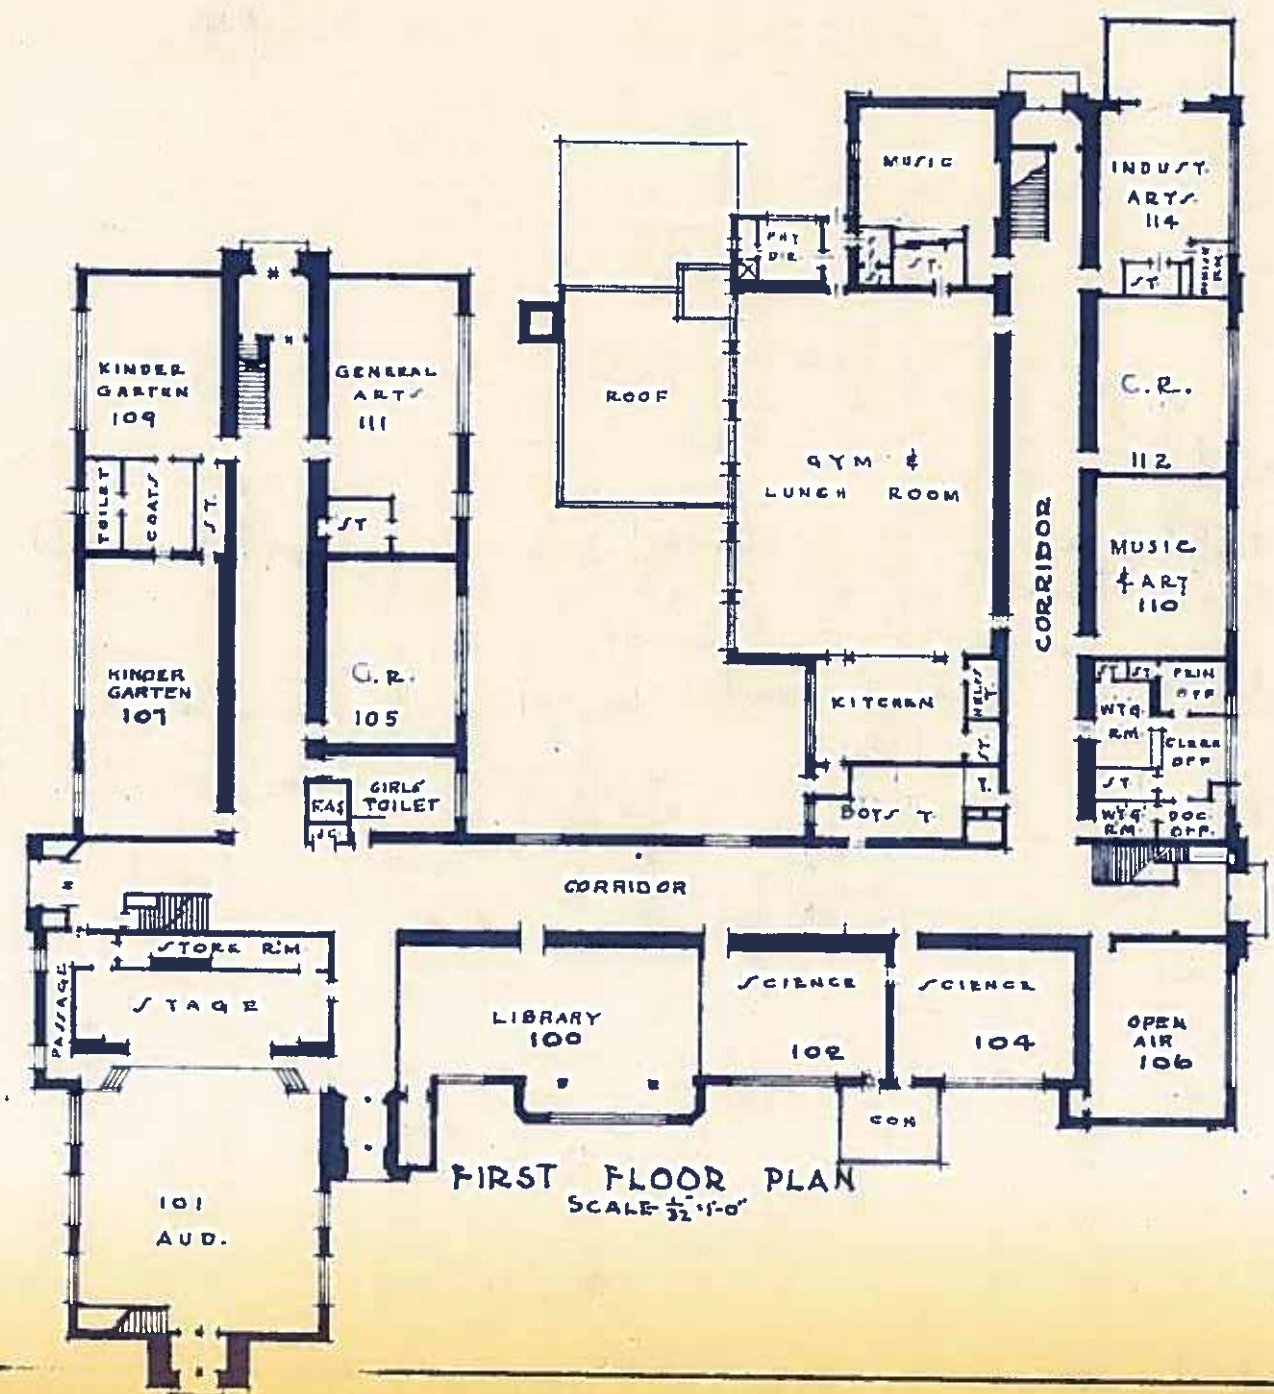 MUSIC
INDUST.
ARTS.
114
ST.
PHY.
DIR.
ST.
KINDER
GARTEN
109
GENERAL
ARTS
111
ROOF
C.R.
112
GYM &
LUNCH ROOM
TOILET
COATS
ST.
ST
CORRIDOR
MUSIC
& ART
110
KINDER
GARTEN
107
C.R.
105
KITCHEN
HELPS
T.
ST.
ST
ST.
PRIN
OFF
WTG
RM
CLERK
OFF
ST.
WTG
RM.
DOC
OFF.
GIRLS'
TOILET
BOYS T.
T.
CORRIDOR
STORE R'M
STAGE
PASSAGE
LIBRARY
100
SCIENCE
102
SCIENCE
104
OPEN
AIR
106
CON
FIRST FLOOR PLAN
SCALE-1/32"=1'-0"
101
AUD.